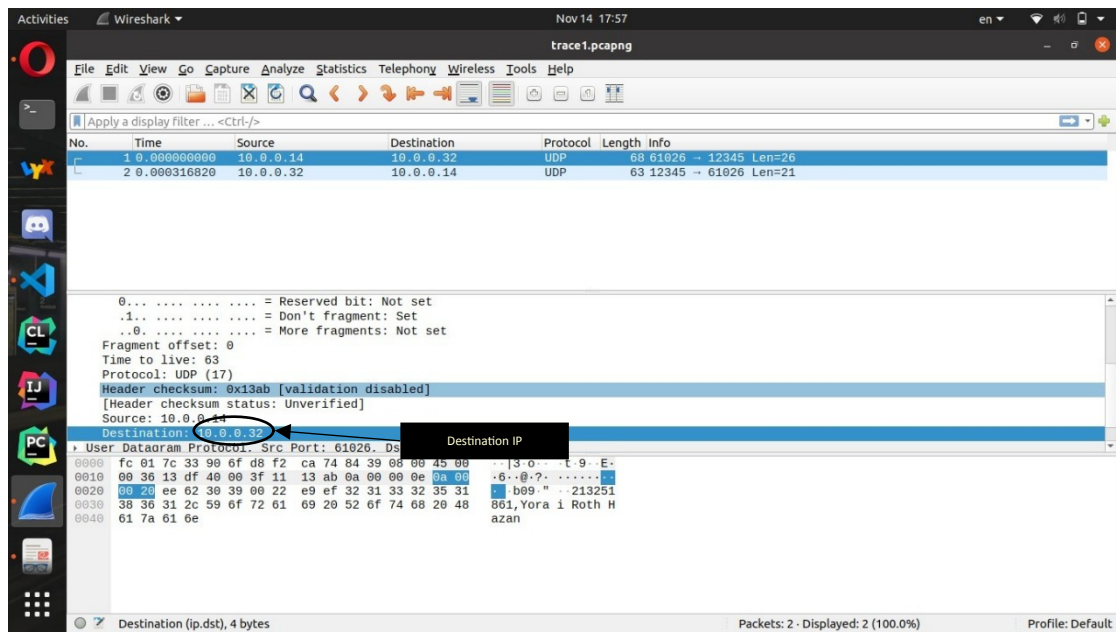 Activities Wireshark ▾ Nov 14 17:57 en ▾
trace1.pcapng
File Edit View Go Capture Analyze Statistics Telephony Wireless Tools Help
Apply a display filter … <Ctrl-/>
No. Time Source Destination Protocol Length Info
1 0.000000000 10.0.0.14 10.0.0.32 UDP 68 61026 → 12345 Len=26
2 0.000316820 10.0.0.32 10.0.0.14 UDP 63 12345 → 61026 Len=21
0... .... .... .... = Reserved bit: Not set
.1.. .... .... .... = Don't fragment: Set
..0. .... .... .... = More fragments: Not set
Fragment offset: 0
Time to live: 63
Protocol: UDP (17)
Header checksum: 0x13ab [validation disabled]
[Header checksum status: Unverified]
Source: 10.0.0.14
Destination: 10.0.0.32
Destination IP
User Datagram Protocol, Src Port: 61026, Ds
0000 fc 01 7c 33 90 6f d8 f2 ca 74 84 39 08 00 45 00 ··|3·o·· ·t·9··E·
0010 00 36 13 df 40 00 3f 11 13 ab 0a 00 00 0e 0a 00 ·6··@·?· ········
0020 00 20 ee 62 30 39 00 22 e9 ef 32 31 33 32 35 31 · ·b09·" ··213251
0030 38 36 31 2c 59 6f 72 61 69 20 52 6f 74 68 20 48 861,Yora i Roth H
0040 61 7a 61 6e azan
Destination (ip.dst), 4 bytes Packets: 2 · Displayed: 2 (100.0%) Profile: Default
CL
IJ
PC